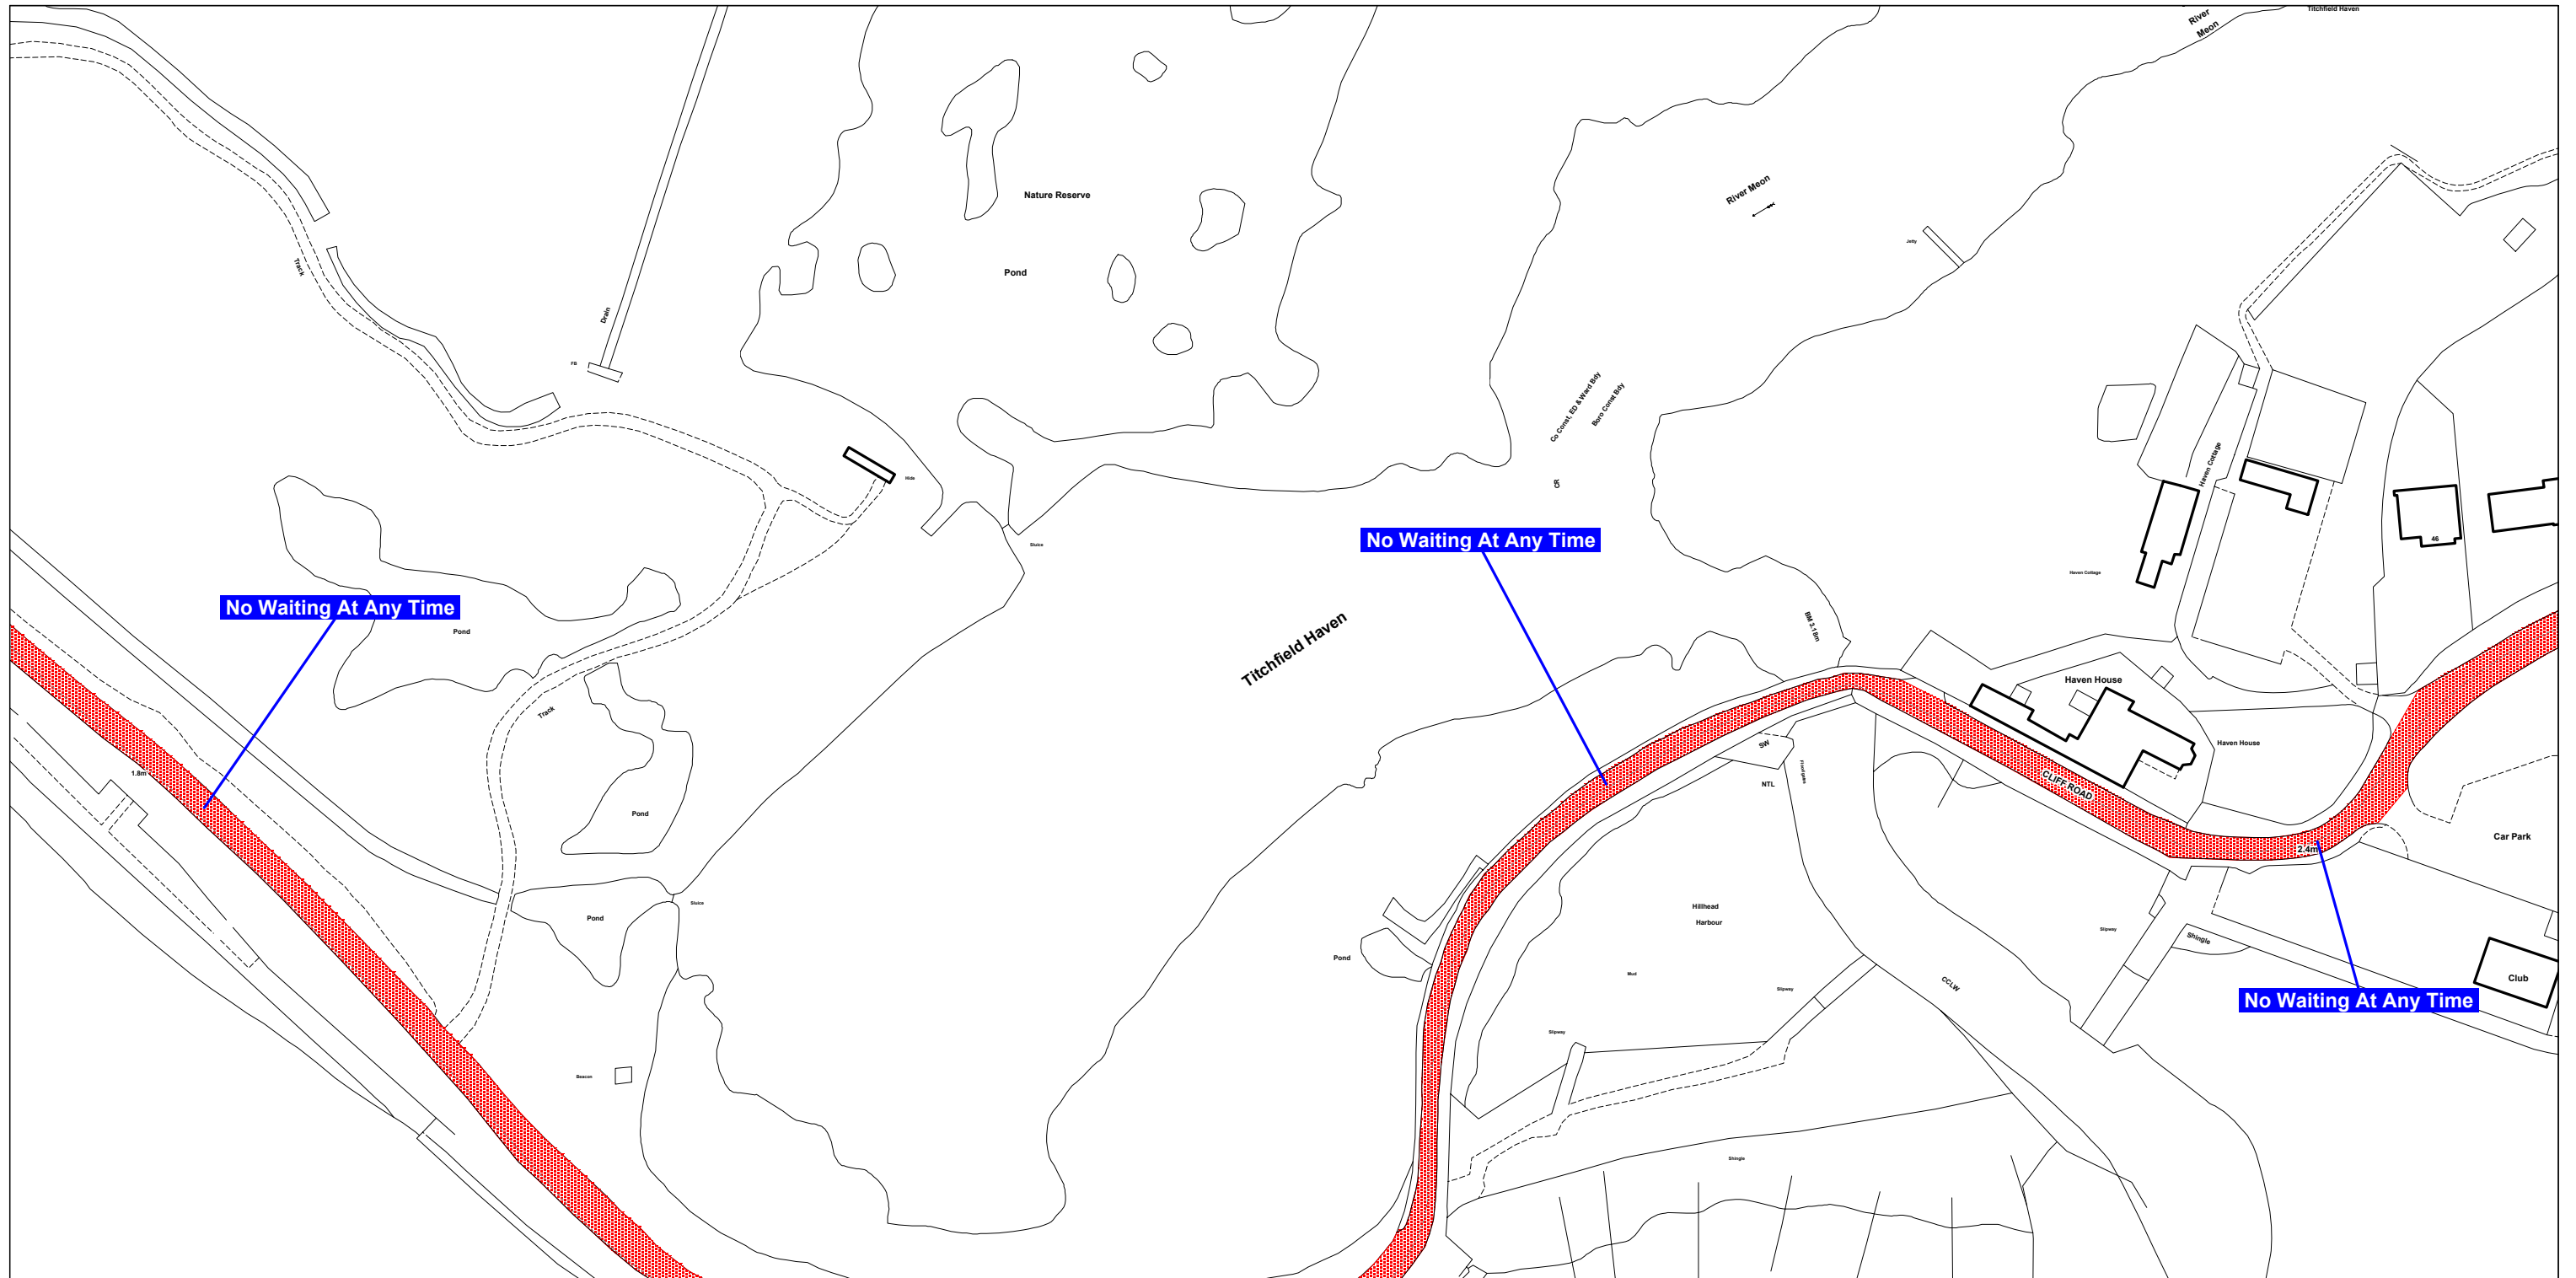 River
Meon
Titchfield Haven
Nature Reserve
River Meon
Jetty
Track
Pond
Drain
FB
Co Const, ED & Ward Bdy
Boro Const Bdy
Haven Cottage
Hide
CR
Sluice
No Waiting At Any Time
46
Haven Cottage
No Waiting At Any Time
Pond
BM 3.18m
Titchfield Haven
Haven House
Track
SW
Haven House
1.8m
Floodgates
NTL
CLIFF ROAD
Pond
Car Park
2.4m
Sluice
Hillhead
Harbour
Pond
Slipway
Shingle
Pond
Mud
Club
Slipway
CCLW
No Waiting At Any Time
Slipway
Beacon
Shingle